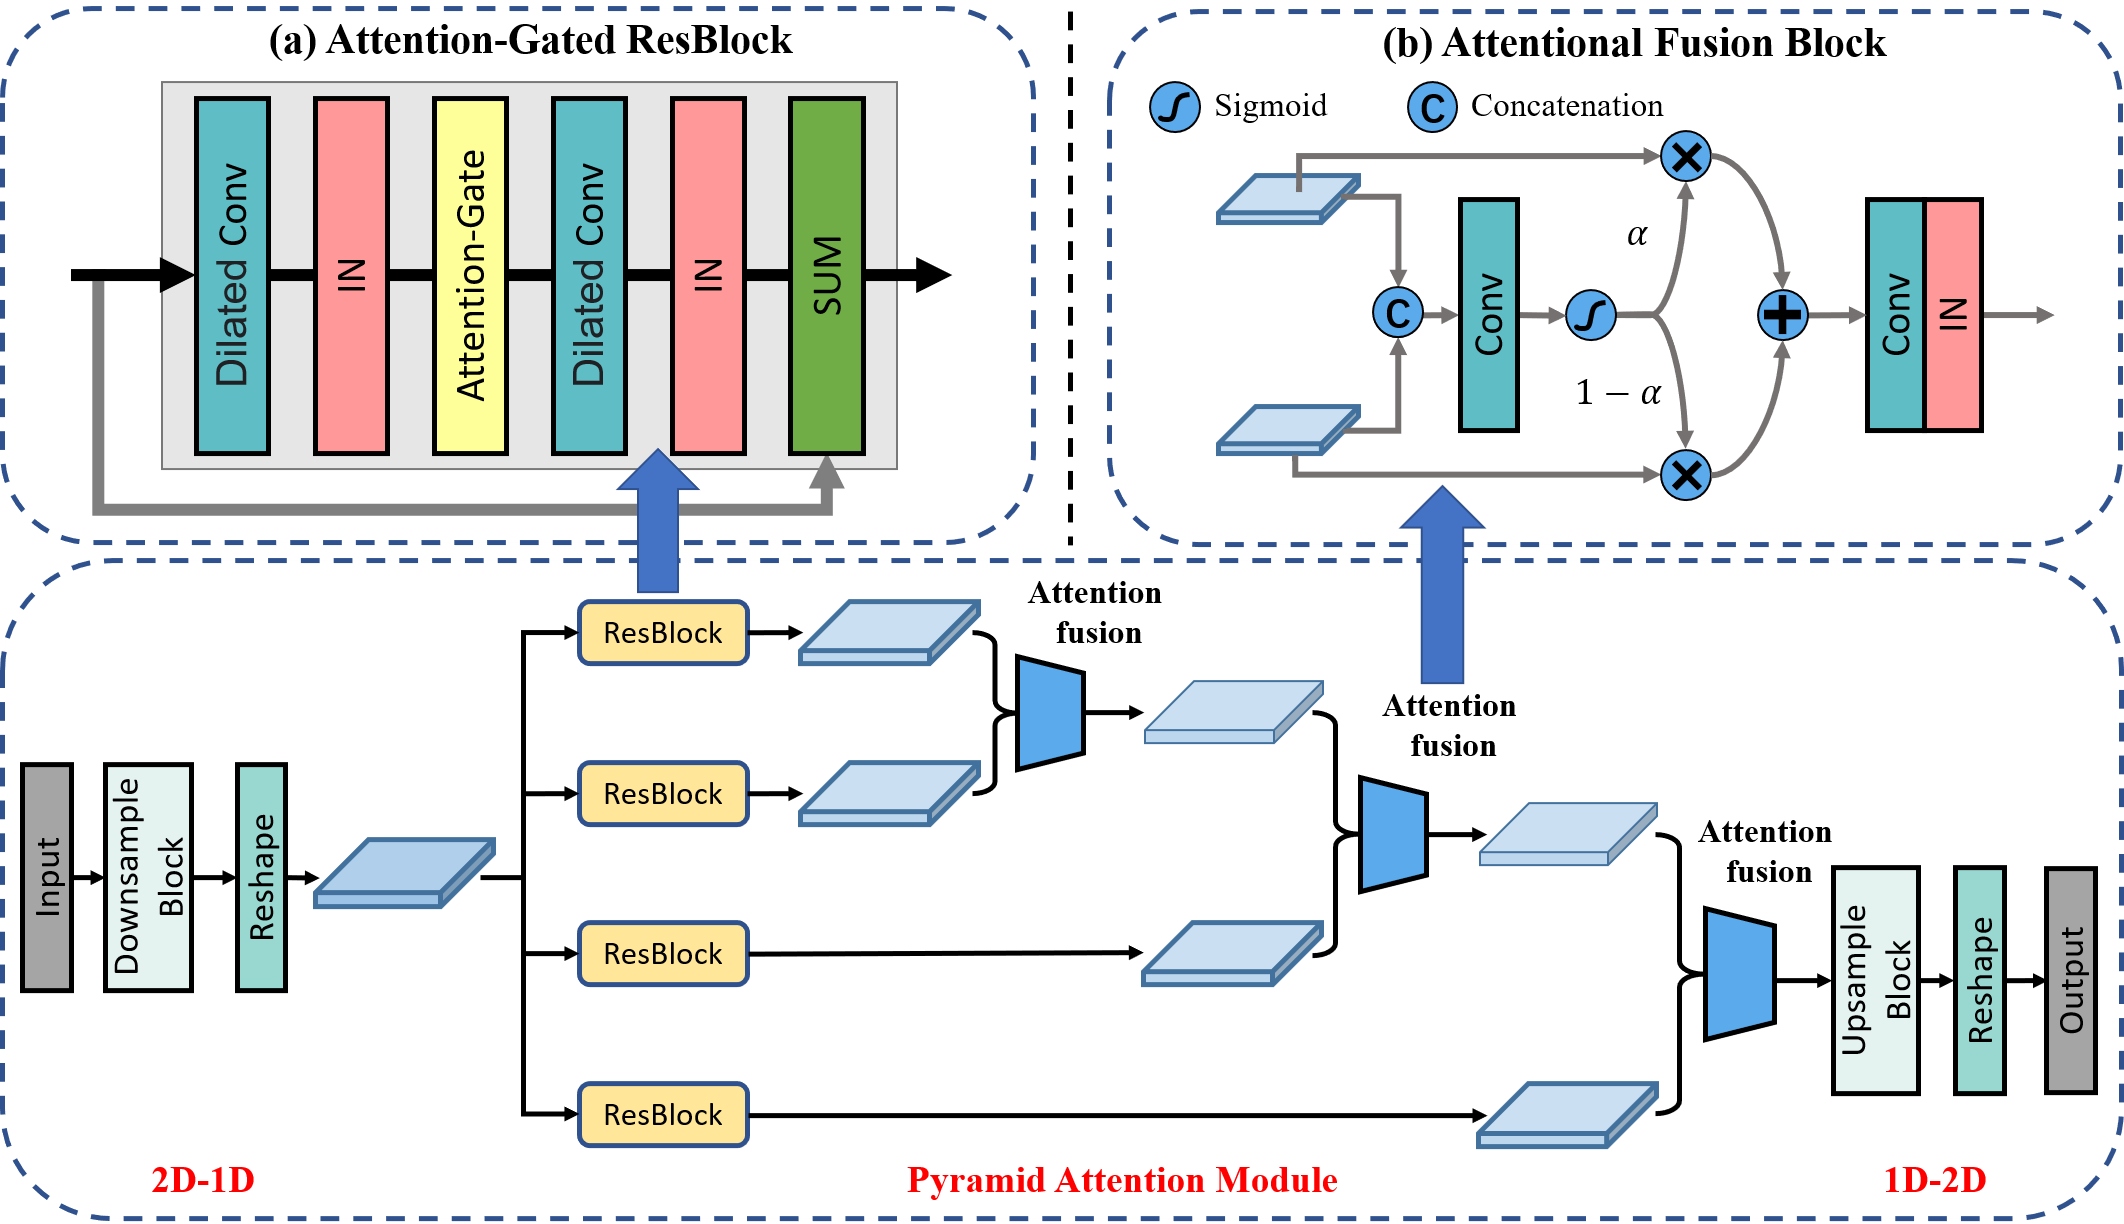 (a) Attention-Gated ResBlock
Dilated Conv
IN
Attention-Gate
Dilated Conv
IN
SUM
(b) Attentional Fusion Block
Sigmoid
C
Concatenation
C
Conv
α
1 − α
Conv
IN
Input
Downsample
Block
Reshape
ResBlock
ResBlock
ResBlock
ResBlock
Attention
fusion
Attention
fusion
Attention
fusion
Upsample
Block
Reshape
Output
2D-1D
Pyramid Attention Module
1D-2D